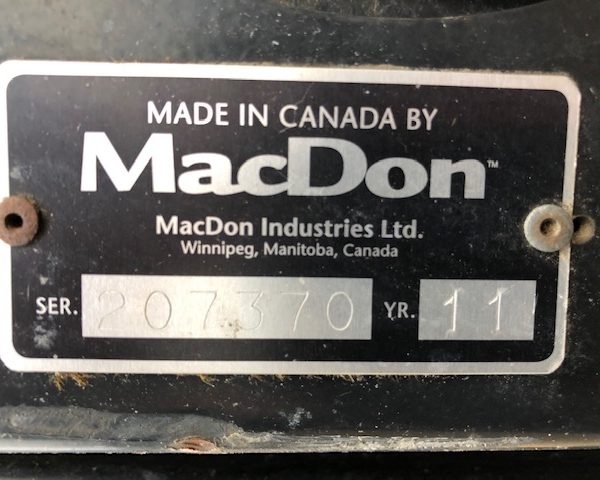 MADE IN CANADA BY
MacDon™
MacDon Industries Ltd.
Winnipeg, Manitoba, Canada
SER. 207370 YR. 11